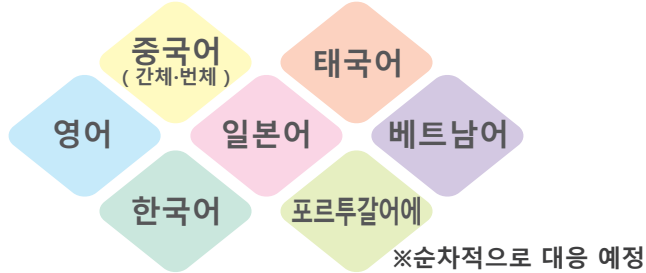 중국어
( 간체·번체 )
태국어
영어
일본어
베트남어
한국어
포르투갈어에
※순차적으로 대응 예정